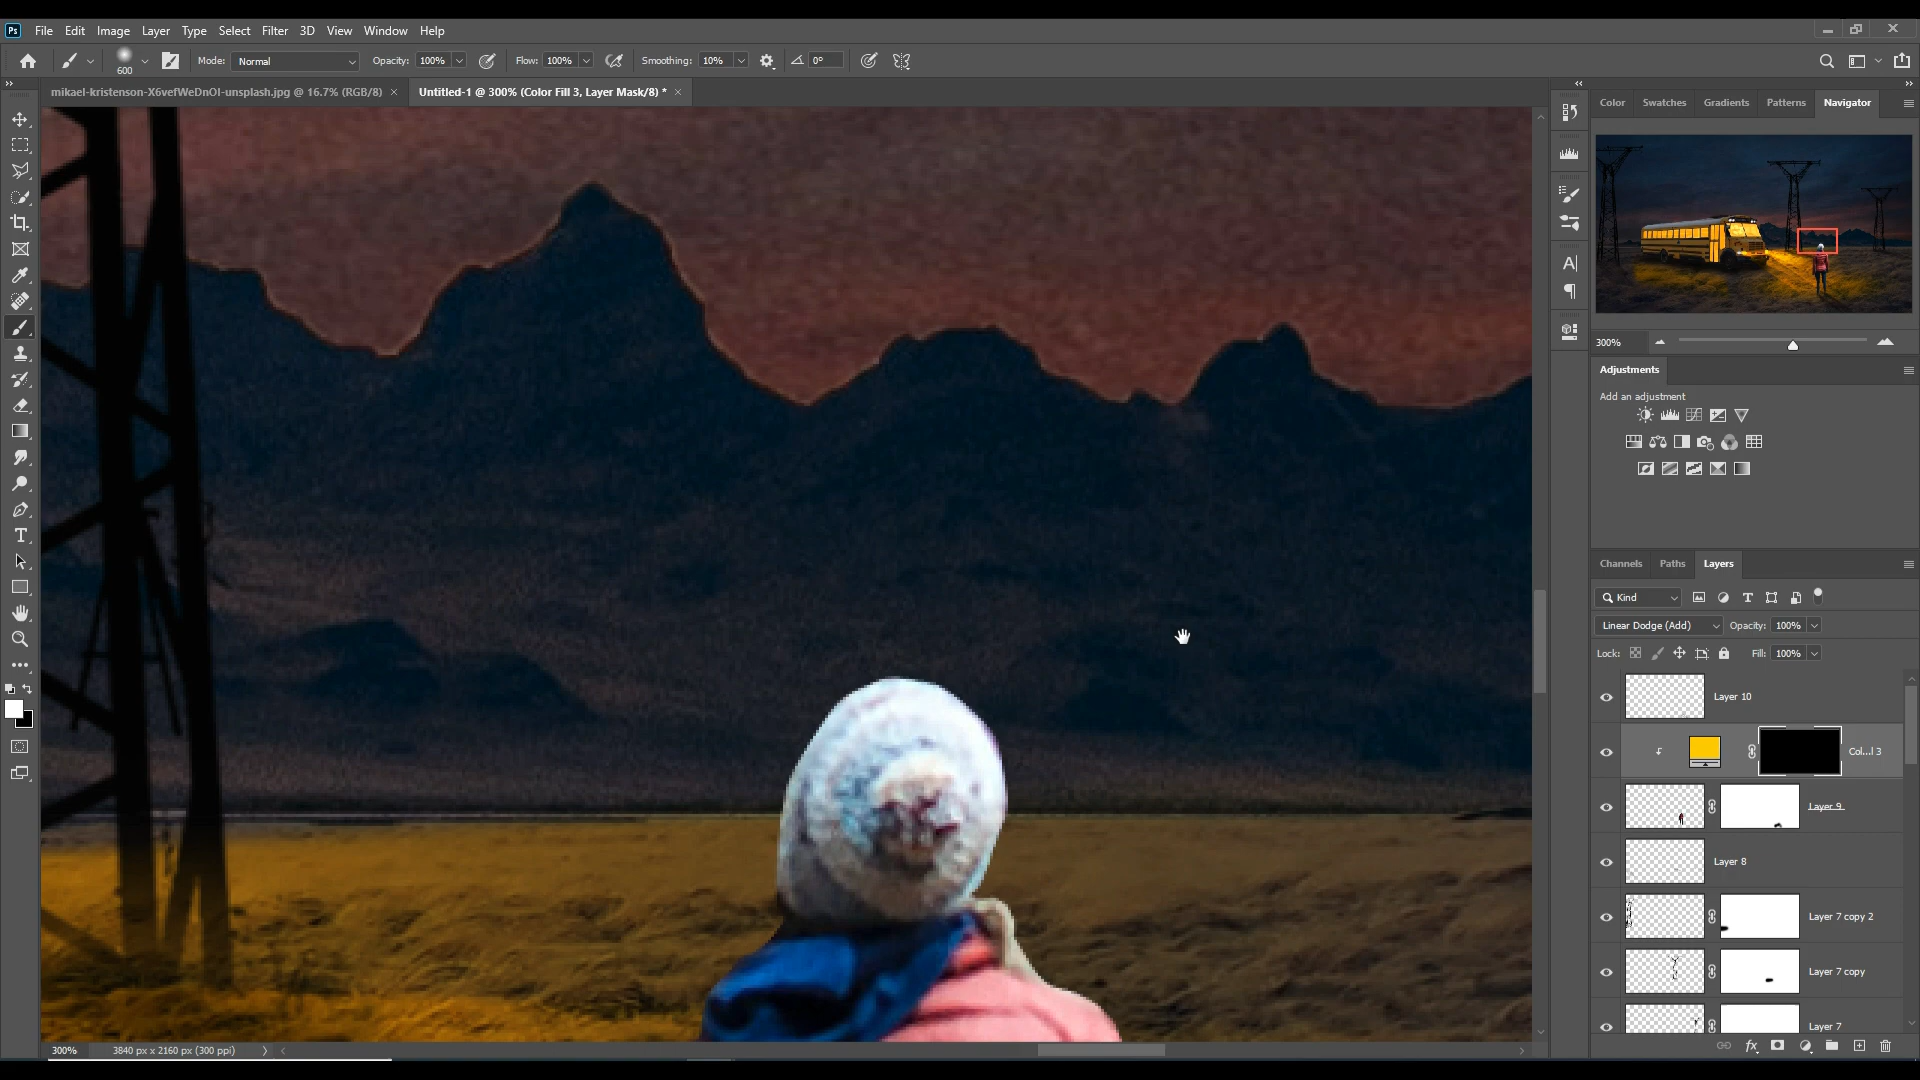 Ps File Edit Image Layer Type Select Filter 3D View Window Help
600 Mode: Normal Opacity: 100% Flow: 100% Smoothing: 10% 0°
mikael-kristenson-X6vefWeDnOI-unsplash.jpg @ 16.7% (RGB/8) × Untitled-1 @ 300% (Color Fill 3, Layer Mask/8) * ×
Color Swatches Gradients Patterns Navigator
300%
Adjustments
Add an adjustment
Channels Paths Layers
Kind
Linear Dodge (Add) Opacity: 100%
Lock: Fill: 100%
Layer 10
Col...l 3
Layer 9
Layer 8
Layer 7 copy 2
Layer 7 copy
Layer 7
300% 3840 px x 2160 px (300 ppi)